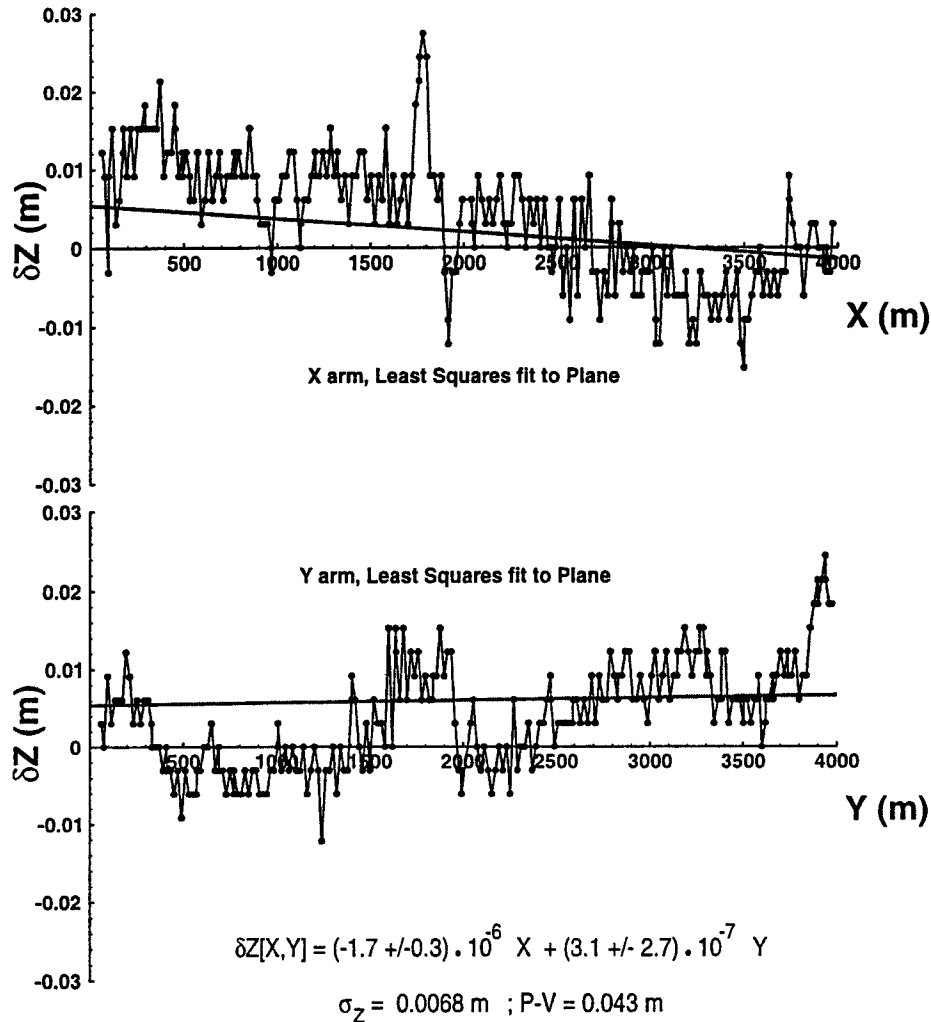 0.03
0.02
0.01
0
-0.01
-0.02
-0.03
δZ (m)
500 1000 1500 2000 2500 3000 3500 4000
X (m)
X arm, Least Squares fit to Plane
0.03
0.02
0.01
0
-0.01
-0.02
-0.03
δZ (m)
Y arm, Least Squares fit to Plane
500 1000 1500 2000 2500 3000 3500 4000
Y (m)
δZ[X,Y] = (-1.7 +/-0.3) . 10^-6 X + (3.1 +/- 2.7) . 10^-7 Y
σ_Z = 0.0068 m ; P-V = 0.043 m